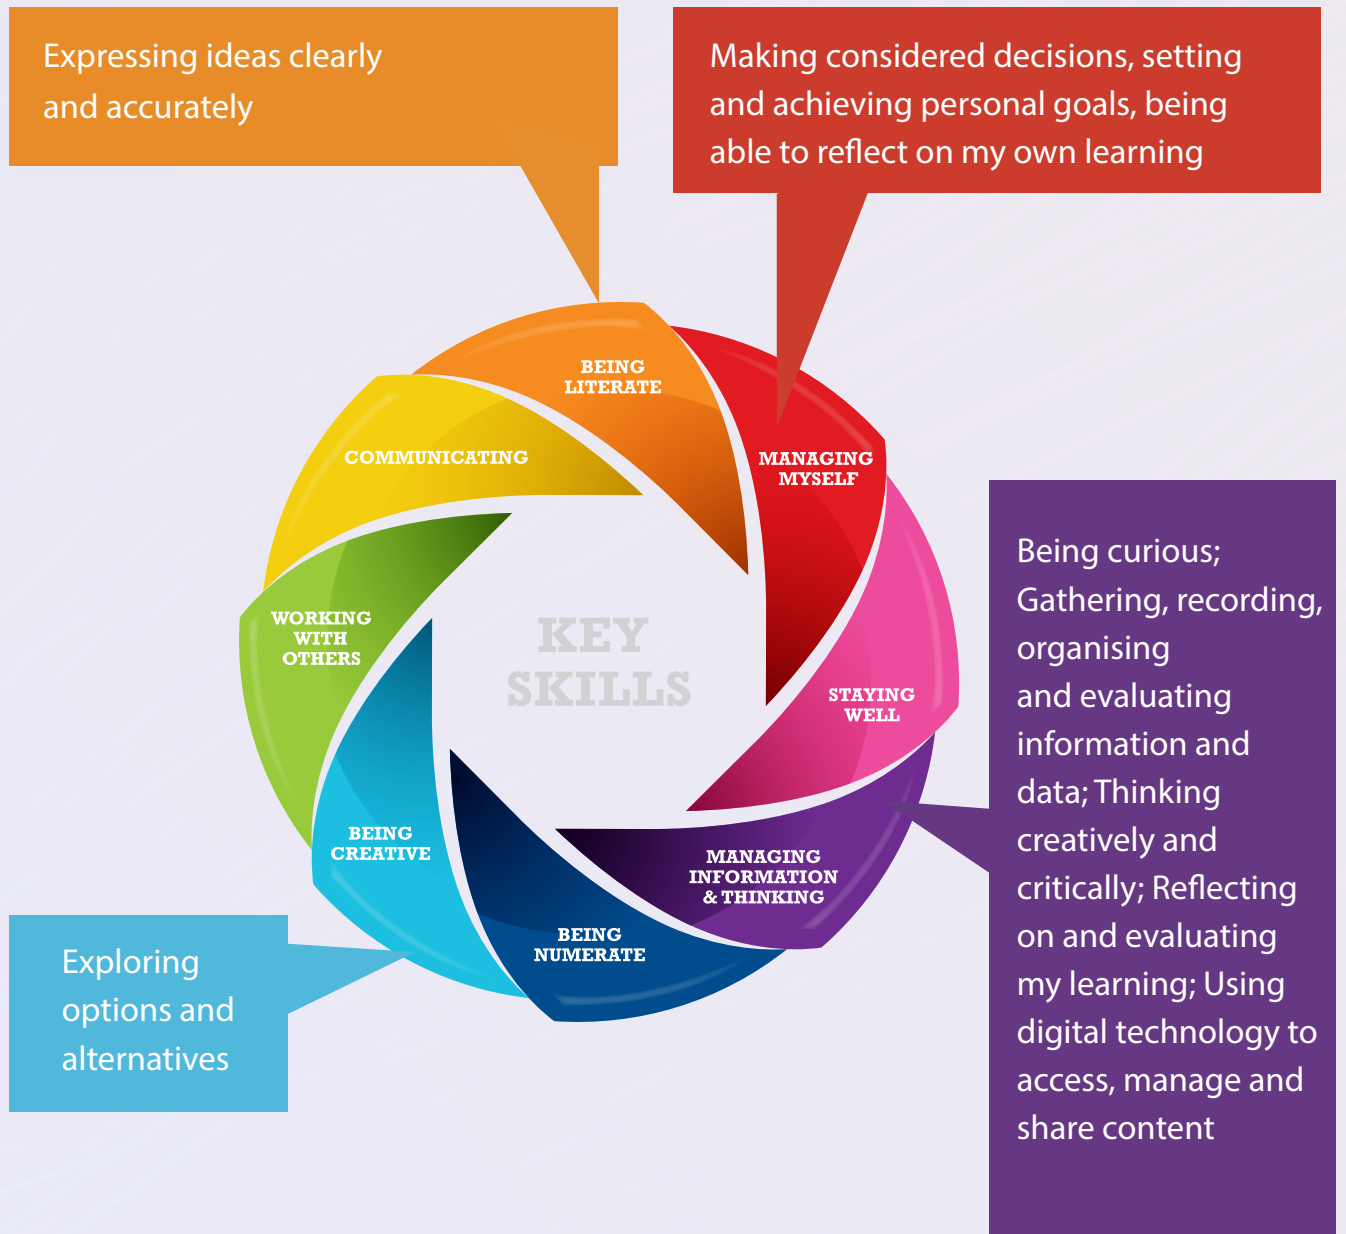 Expressing ideas clearly
and accurately
Making considered decisions, setting
and achieving personal goals, being
able to reflect on my own learning
BEING
LITERATE
MANAGING
MYSELF
COMMUNICATING
WORKING
WITH
OTHERS
KEY
SKILLS
STAYING
WELL
BEING
CREATIVE
MANAGING
INFORMATION
& THINKING
BEING
NUMERATE
Being curious;
Gathering, recording,
organising
and evaluating
information and
data; Thinking
creatively and
critically; Reflecting
on and evaluating
my learning; Using
digital technology to
access, manage and
share content
Exploring
options and
alternatives